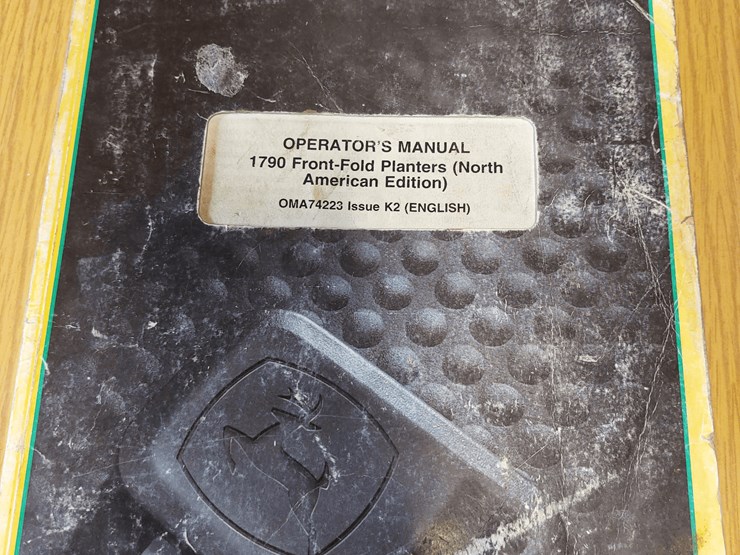 OPERATOR'S MANUAL
1790 Front-Fold Planters (North
American Edition)
OMA74223 Issue K2 (ENGLISH)